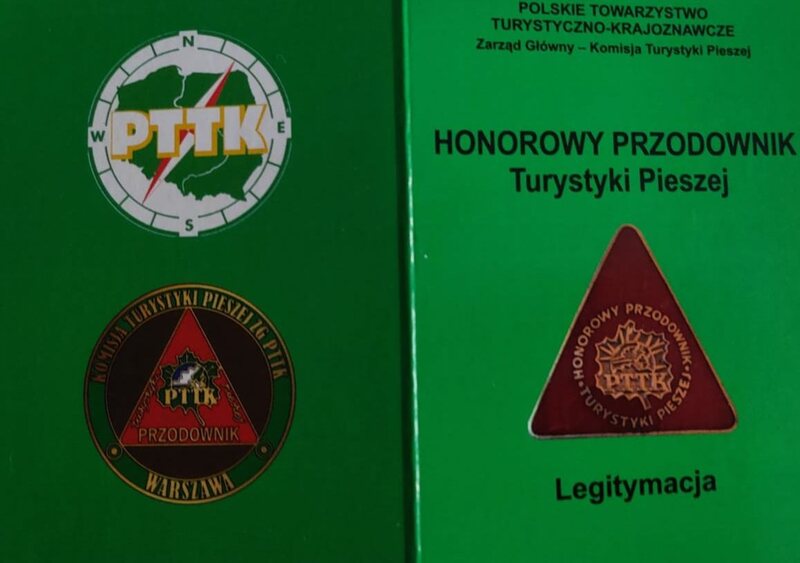 N
W PTTK E
S
KOMISJA TURYSTYKI PIESZEJ ZG PTTK
PTTK
PRZODOWNIK
WARSZAWA
POLSKIE TOWARZYSTWO
TURYSTYCZNO-KRAJOZNAWCZE
Zarząd Główny – Komisja Turystyki Pieszej
HONOROWY PRZODOWNIK
Turystyki Pieszej
HONOROWY PRZODOWNIK
PTTK
TURYSTYKI PIESZEJ
Legitymacja